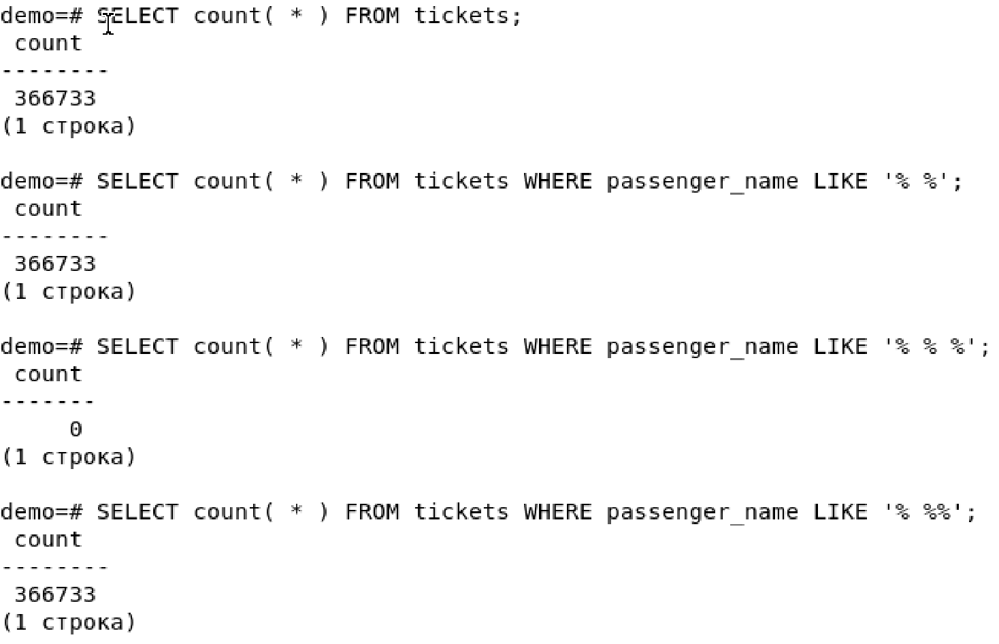 demo=# SELECT count( * ) FROM tickets;
count
--------
366733
(1 строка)
demo=# SELECT count( * ) FROM tickets WHERE passenger_name LIKE '% %';
count
--------
366733
(1 строка)
demo=# SELECT count( * ) FROM tickets WHERE passenger_name LIKE '% % %';
count
-------
0
(1 строка)
demo=# SELECT count( * ) FROM tickets WHERE passenger_name LIKE '% %%';
count
--------
366733
(1 строка)